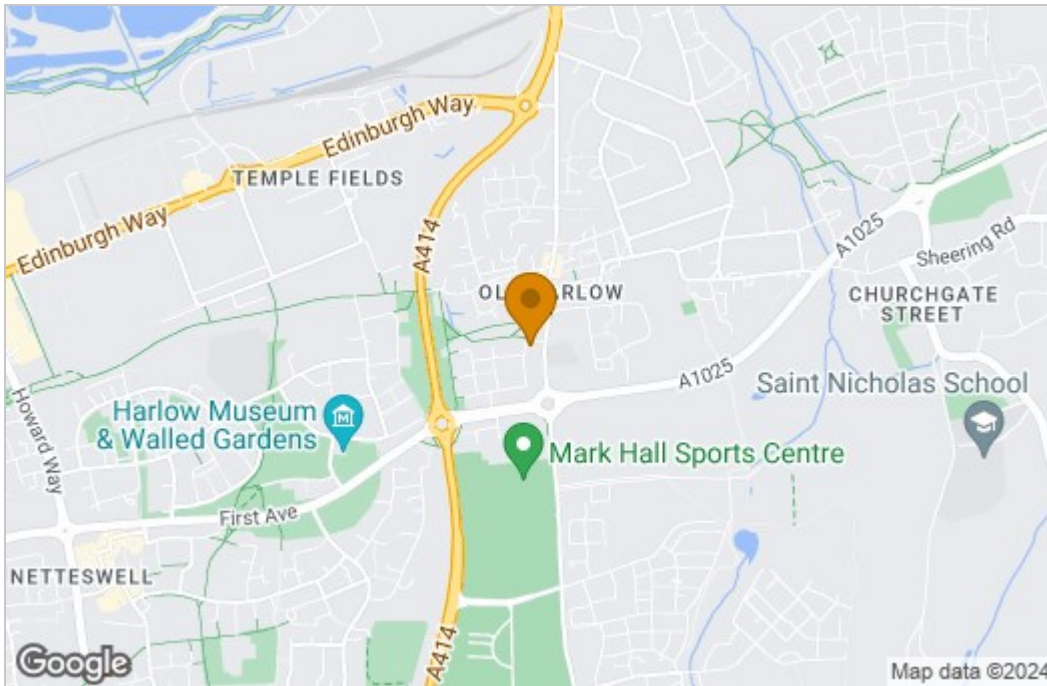 Edinburgh Way
TEMPLE FIELDS
Edinburgh Way
A414
A1025
Sheering Rd
CHURCHGATE
STREET
A1025
Saint Nicholas School
Harlow Museum
& Walled Gardens
Howard Way
Mark Hall Sports Centre
First Ave
NETTESWELL
A414
Google
Map data ©2024